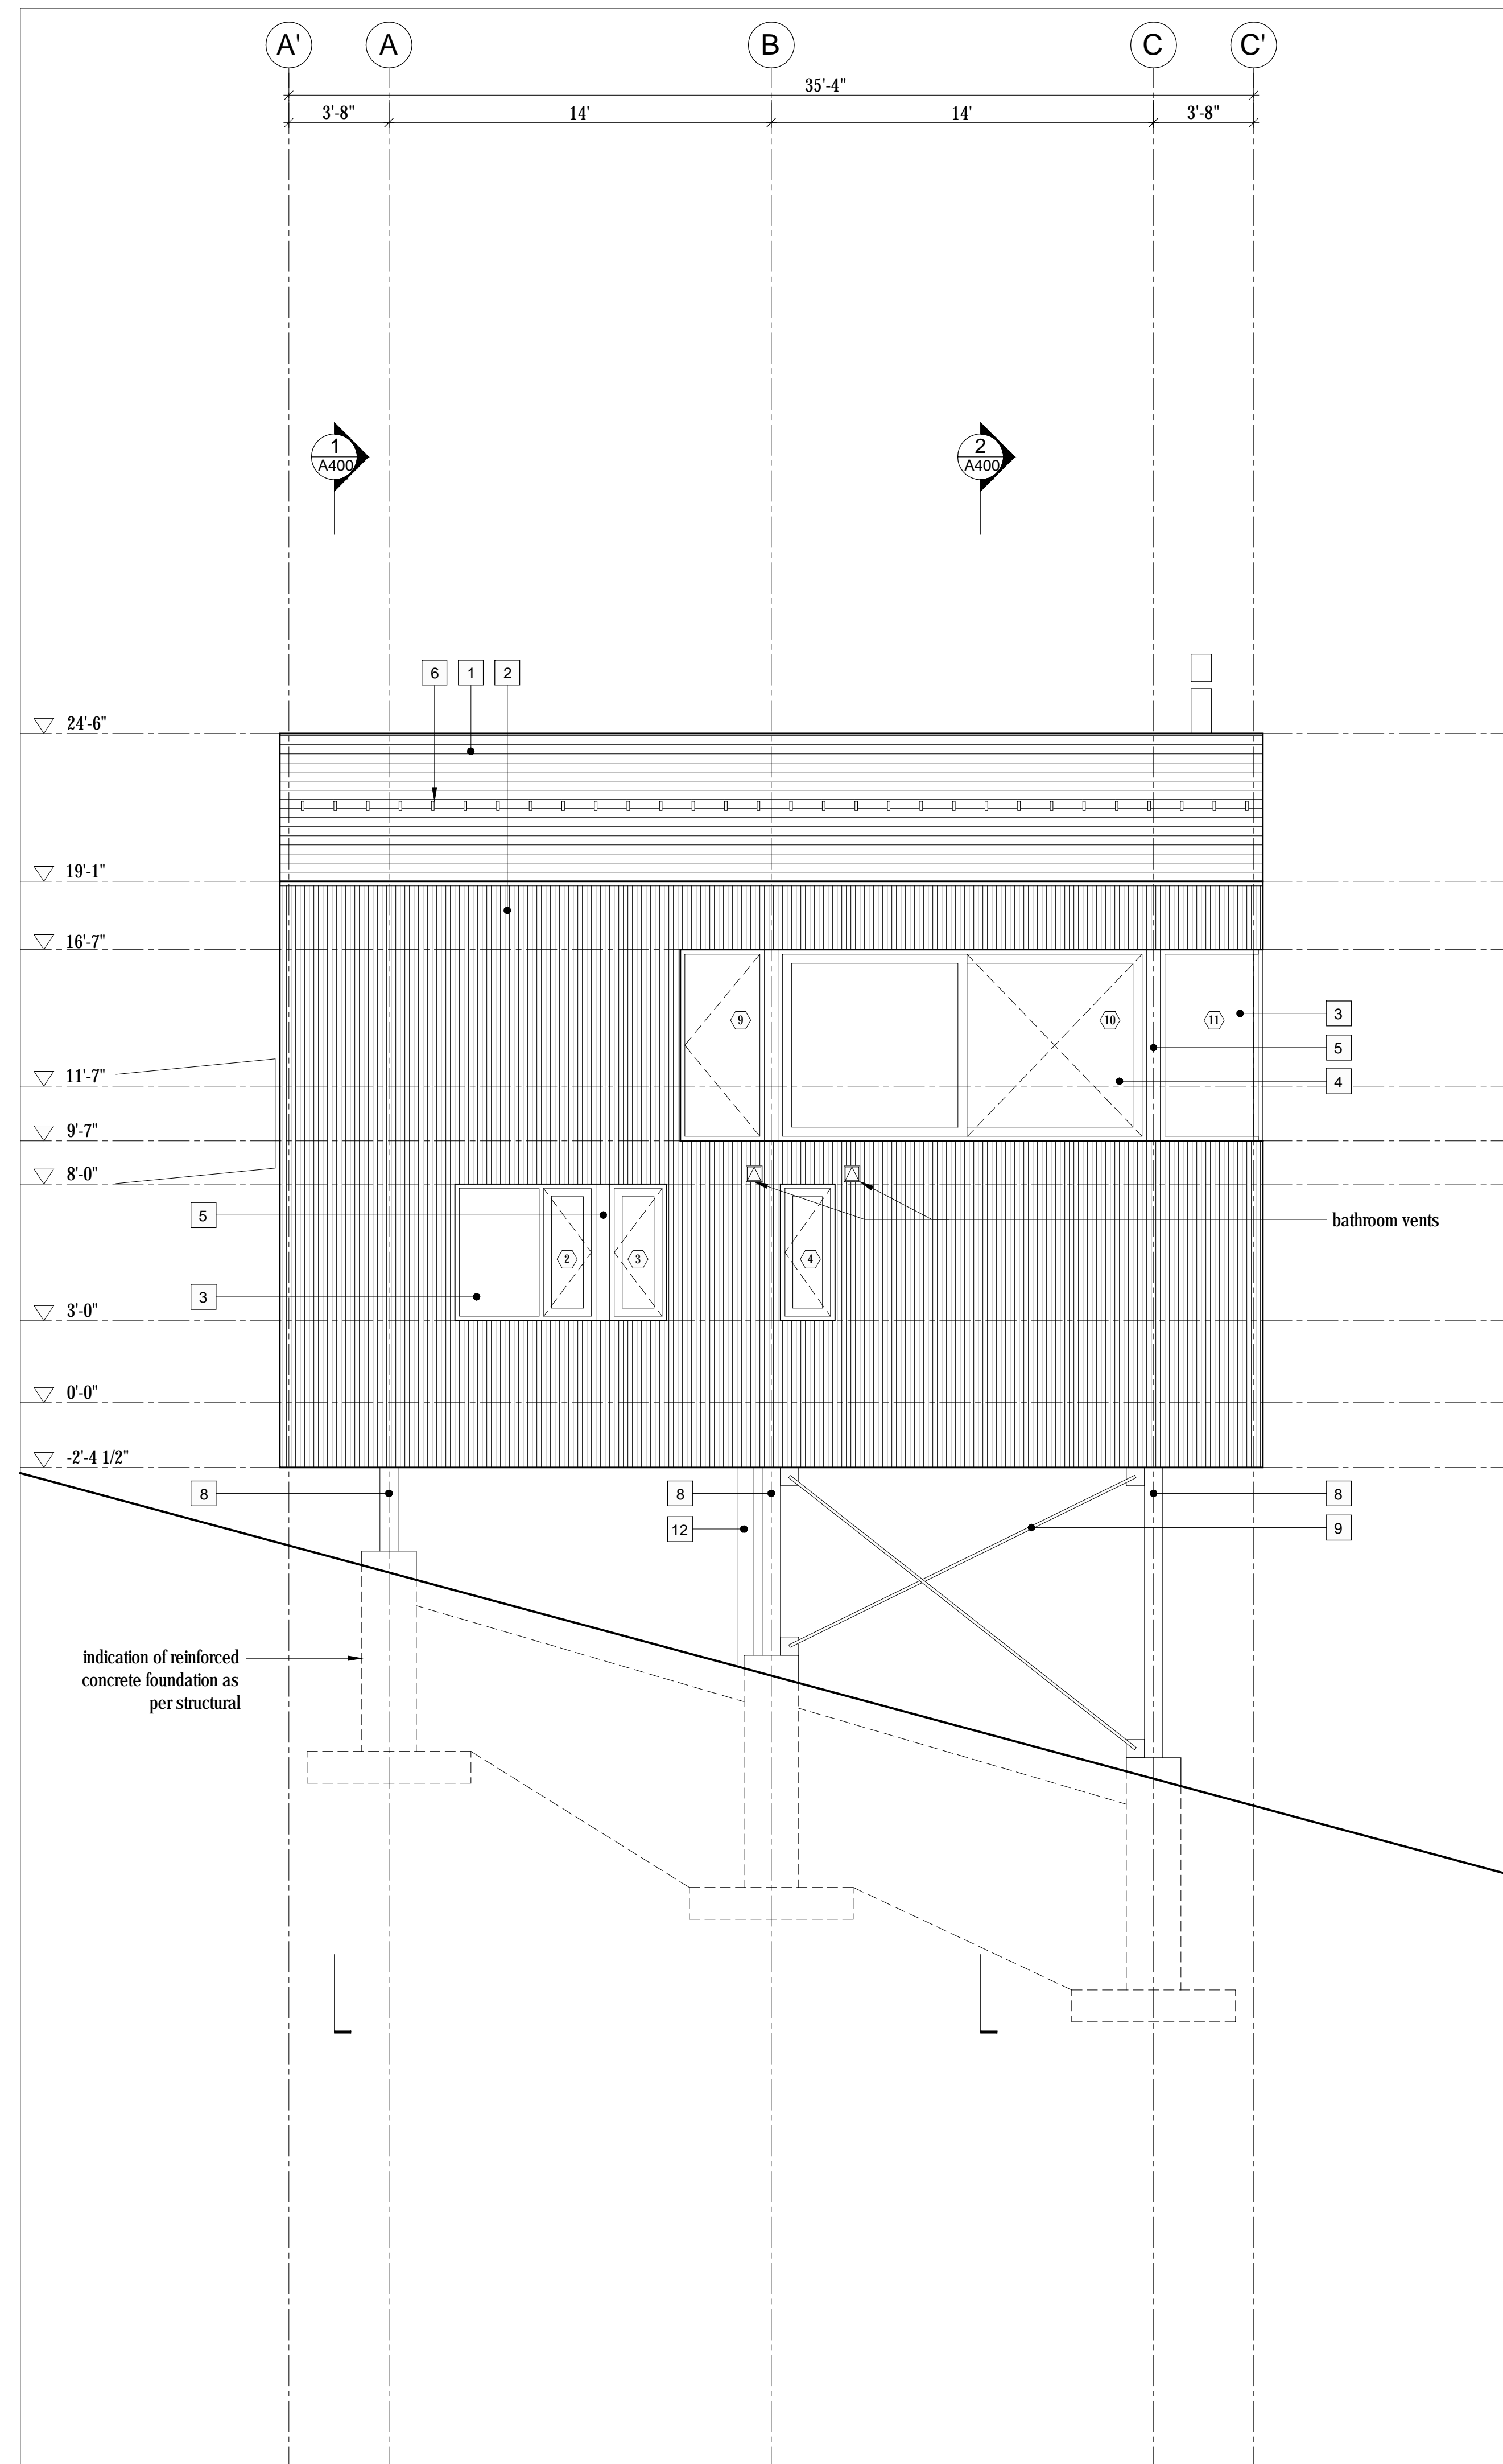 A' A B C C'
35'-4"
3'-8" 14' 14' 3'-8"
1
A400
2
A400
6 1 2
24'-6"
19'-1"
16'-7"
9 10 11 3
5
11'-7" 4
9'-7"
8'-0"
5 bathroom vents
2 3 4
3
3'-0"
0'-0"
-2'-4 1/2"
8 8 8
12 9
indication of reinforced
concrete foundation as
per structural